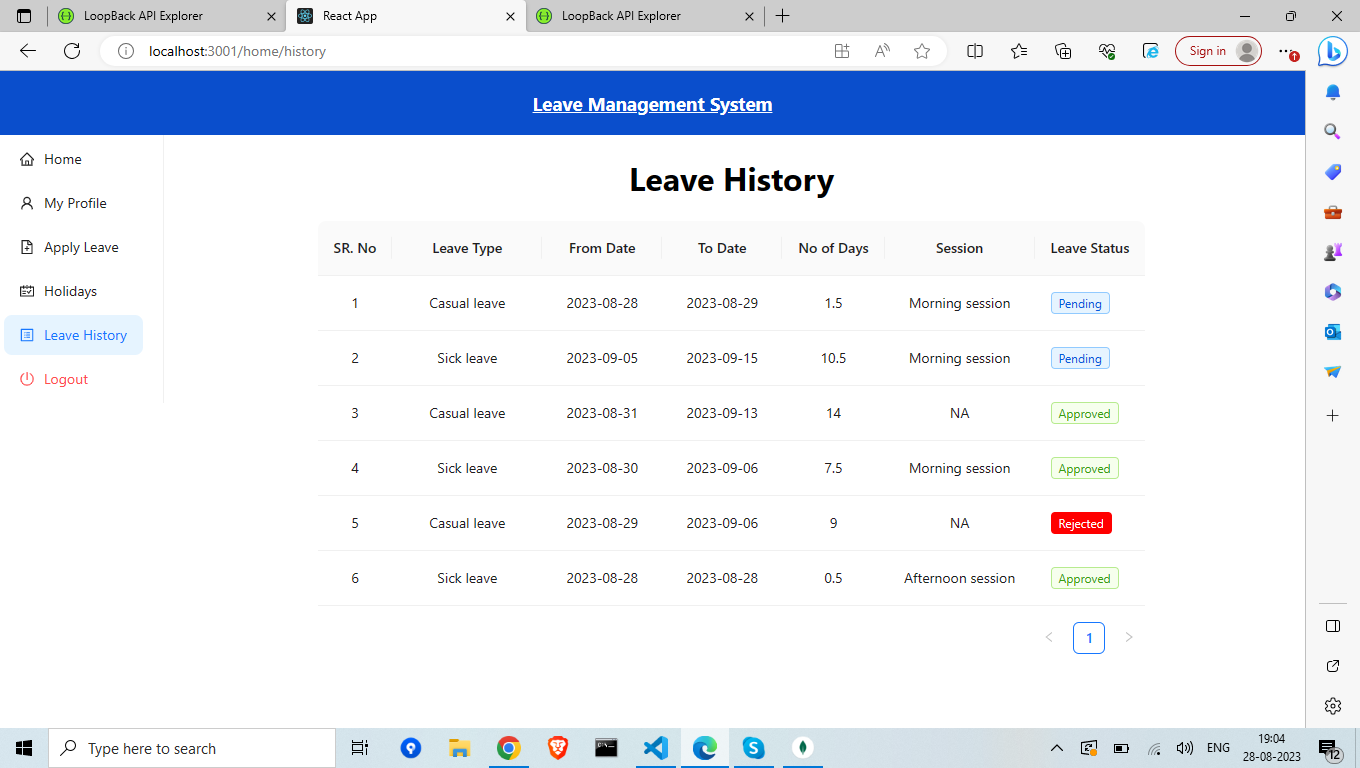 LoopBack API Explorer
React App
LoopBack API Explorer
localhost:3001/home/history
Sign in
Leave Management System
Home
My Profile
Apply Leave
Holidays
Leave History
Logout
Leave History
SR. No Leave Type From Date To Date No of Days Session Leave Status
1 Casual leave 2023-08-28 2023-08-29 1.5 Morning session Pending
2 Sick leave 2023-09-05 2023-09-15 10.5 Morning session Pending
3 Casual leave 2023-08-31 2023-09-13 14 NA Approved
4 Sick leave 2023-08-30 2023-09-06 7.5 Morning session Approved
5 Casual leave 2023-08-29 2023-09-06 9 NA Rejected
6 Sick leave 2023-08-28 2023-08-28 0.5 Afternoon session Approved
1
Type here to search
ENG
19:04
28-08-2023
12